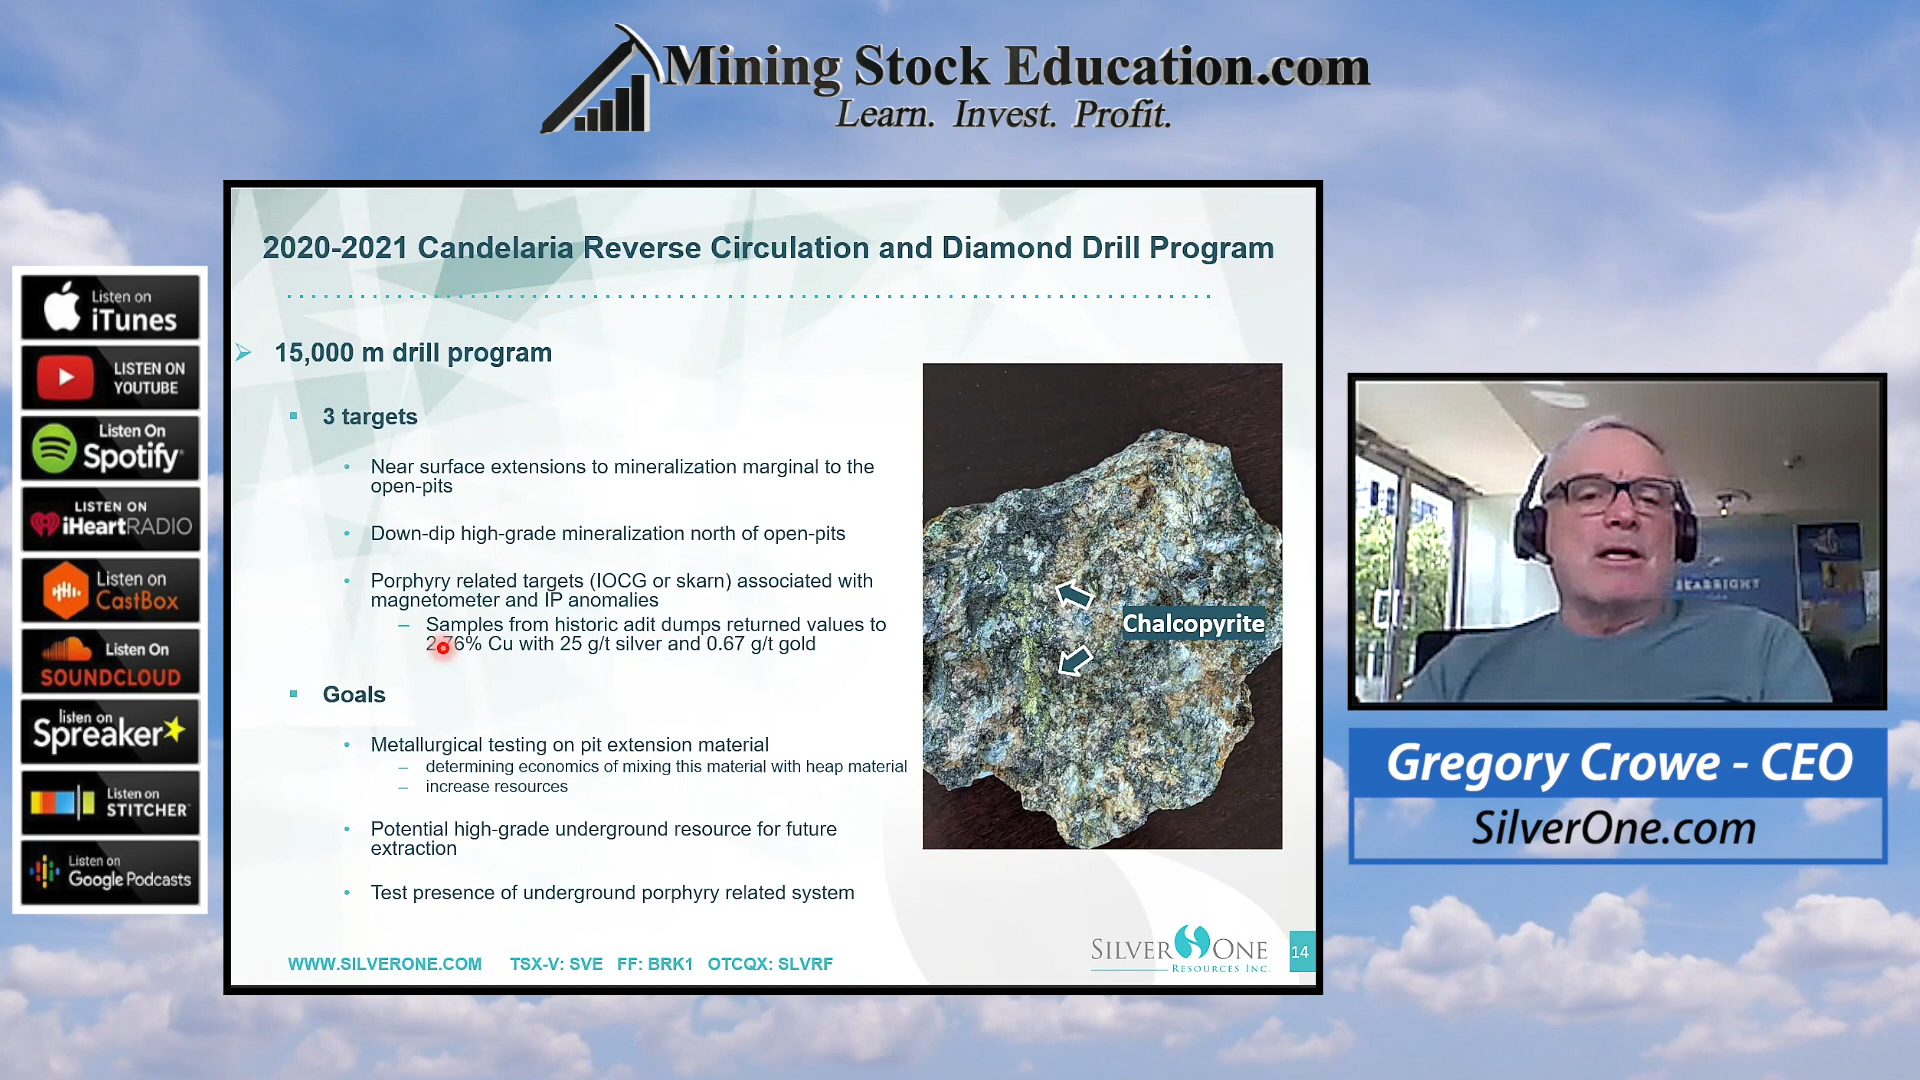 Mining Stock Education.com
Learn. Invest. Profit.
Listen on
iTunes
LISTEN ON
YOUTUBE
Listen On
Spotify
LISTEN ON
iHeartRADIO
Listen on
CastBox
Listen On
SOUNDCLOUD
listen on
Spreaker
Listen on
STITCHER
Listen on
Google Podcasts
2020-2021 Candelaria Reverse Circulation and Diamond Drill Program
15,000 m drill program
3 targets
Near surface extensions to mineralization marginal to the
open-pits
Down-dip high-grade mineralization north of open-pits
Porphyry related targets (IOCG or skarn) associated with
magnetometer and IP anomalies
– Samples from historic adit dumps returned values to
2.76% Cu with 25 g/t silver and 0.67 g/t gold
Goals
Metallurgical testing on pit extension material
– determining economics of mixing this material with heap material
– increase resources
Potential high-grade underground resource for future
extraction
Test presence of underground porphyry related system
Chalcopyrite
WWW.SILVERONE.COM TSX-V: SVE FF: BRK1 OTCQX: SLVRF
SILVER ONE
RESOURCES INC.
14
SEABRIGHT
Gregory Crowe - CEO
SilverOne.com